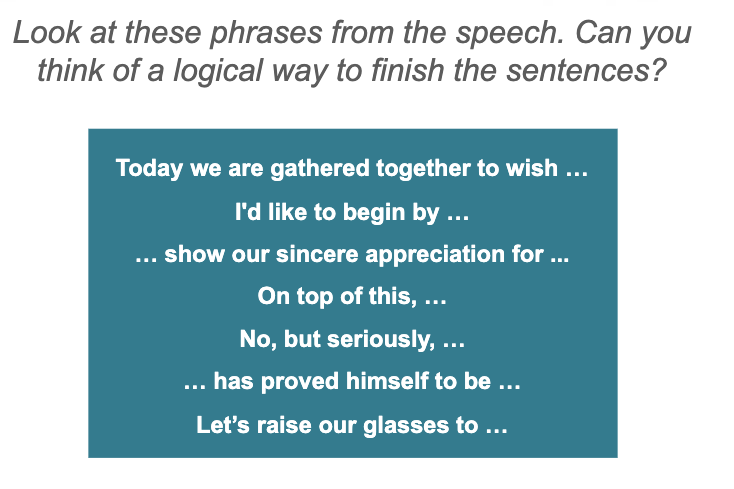 Look at these phrases from the speech. Can you
think of a logical way to finish the sentences?
Today we are gathered together to wish …
I'd like to begin by …
… show our sincere appreciation for ...
On top of this, …
No, but seriously, …
… has proved himself to be …
Let’s raise our glasses to …